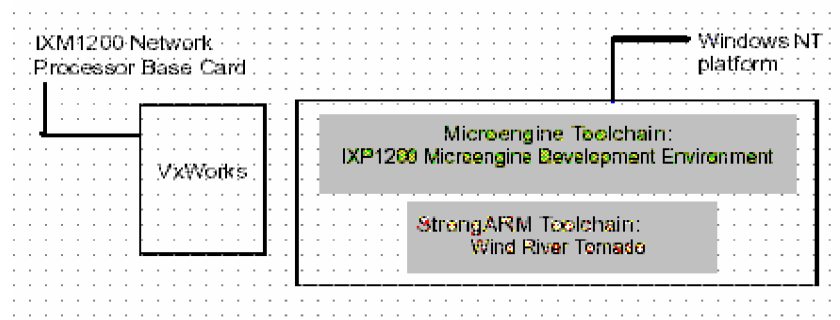 IXM1200 Network
Processor Base Card
Windows NT
platform
VxWorks
Microengine Toolchain:
IXP1200 Microengine Development Environment
StrongARM Toolchain:
Wind River Tornado